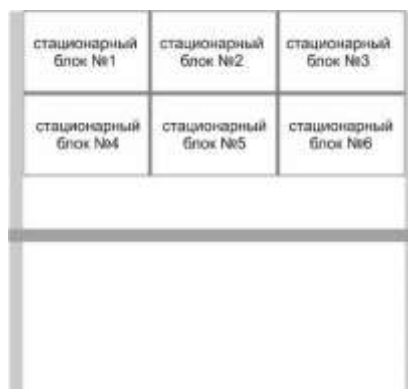 стационарный стационарный стационарный
блок №1 блок №2 блок №3
стационарный стационарный стационарный
блок №4 блок №5 блок №6